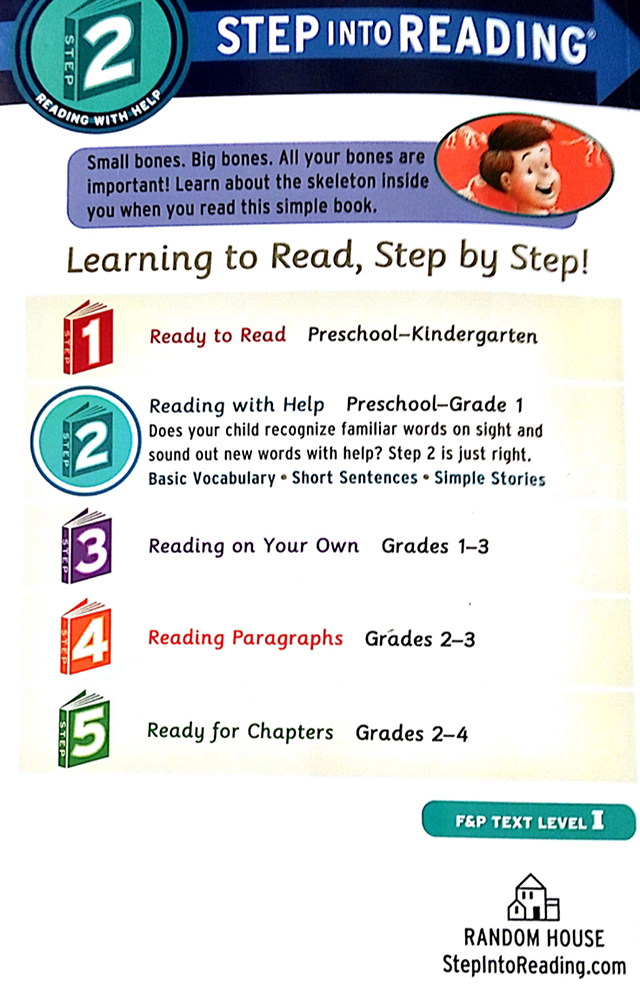 STEP 2
READING WITH HELP
STEP INTO READING®
Small bones. Big bones. All your bones are
important! Learn about the skeleton inside
you when you read this simple book.
Learning to Read, Step by Step!
STEP 1
Ready to Read Preschool–Kindergarten
STEP 2
Reading with Help Preschool–Grade 1
Does your child recognize familiar words on sight and
sound out new words with help? Step 2 is just right.
Basic Vocabulary • Short Sentences • Simple Stories
STEP 3
Reading on Your Own Grades 1–3
STEP 4
Reading Paragraphs Grades 2–3
STEP 5
Ready for Chapters Grades 2–4
F&P TEXT LEVEL I
RANDOM HOUSE
StepIntoReading.com